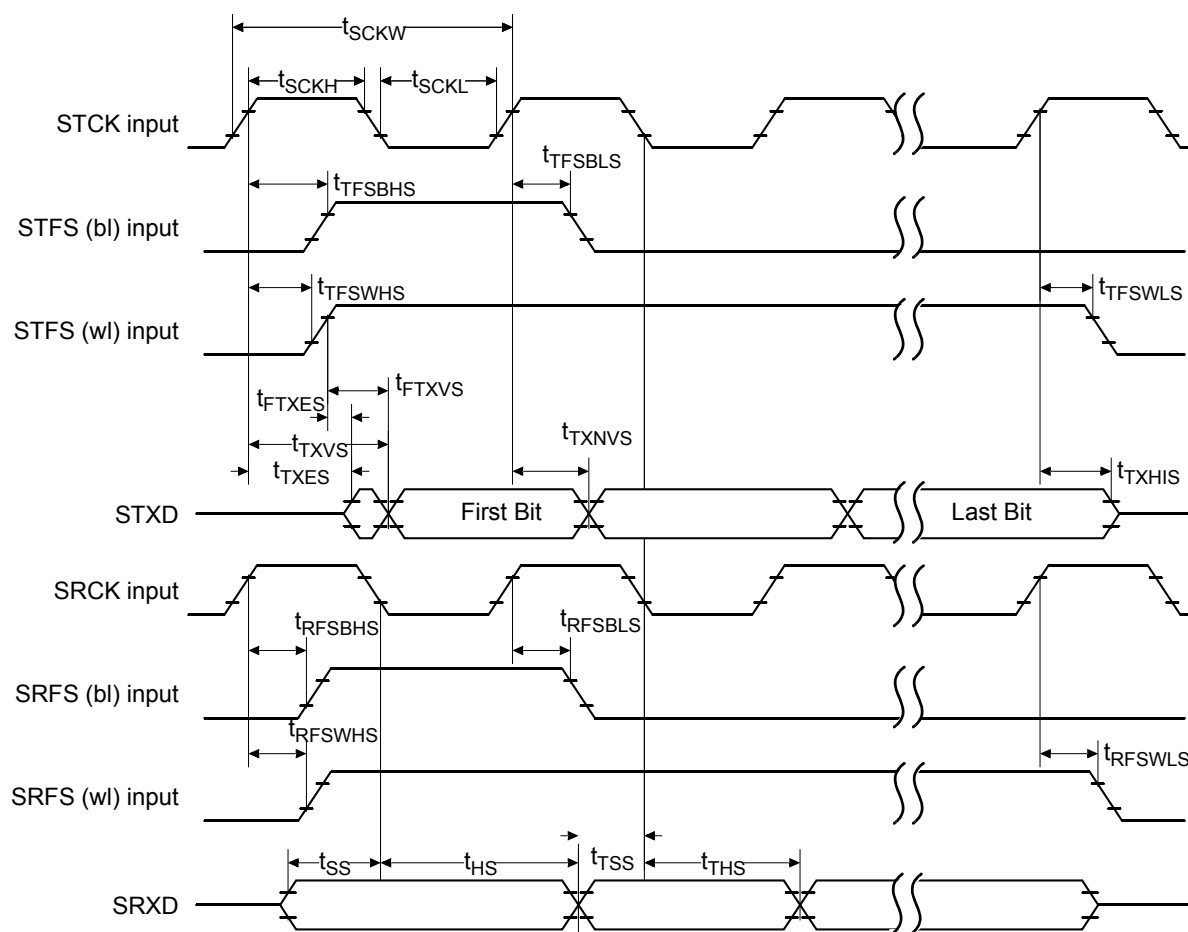 tSCKW
tSCKH tSCKL
STCK input
tTFSBLS
tTFSBHS
STFS (bl) input
tTFSWHS tTFSWLS
STFS (wl) input
tFTXVS
tFTXES
tTXVS tTXNVS
tTXES tTXHIS
STXD First Bit Last Bit
SRCK input
tRFSBHS tRFSBLS
SRFS (bl) input
tRFSWHS
tRFSWLS
SRFS (wl) input
tSS tHS tTSS tTHS
SRXD